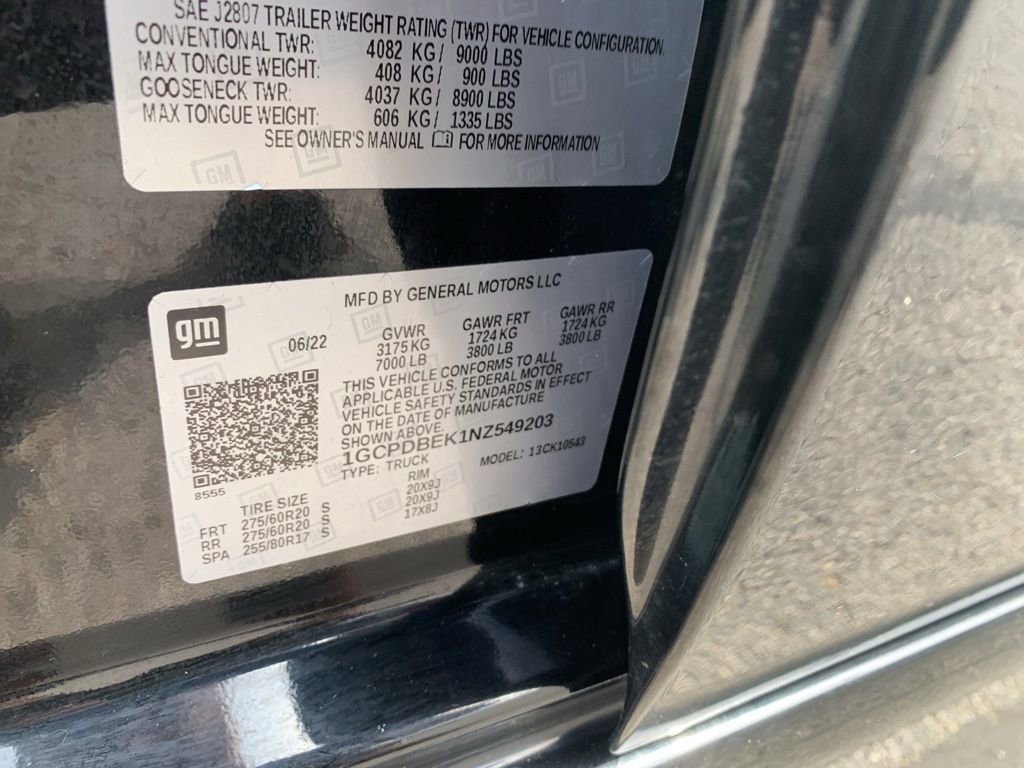 SAE J2807 TRAILER WEIGHT RATING (TWR) FOR VEHICLE CONFIGURATION.
CONVENTIONAL TWR: 4082 KG/ 9000 LBS
MAX TONGUE WEIGHT: 408 KG/ 900 LBS
GOOSENECK TWR: 4037 KG/ 8900 LBS
MAX TONGUE WEIGHT: 606 KG/ 1335 LBS
SEE OWNER'S MANUAL FOR MORE INFORMATION
MFD BY GENERAL MOTORS LLC
gm
06/22
GVWR GAWR FRT GAWR RR
3175 KG 1724 KG 1724 KG
7000 LB 3800 LB 3800 LB
THIS VEHICLE CONFORMS TO ALL
APPLICABLE U.S. FEDERAL MOTOR
VEHICLE SAFETY STANDARDS IN EFFECT
ON THE DATE OF MANUFACTURE
SHOWN ABOVE.
1GCPDBEK1NZ549203
TYPE: TRUCK MODEL: 13CK10543
8555
TIRE SIZE RIM
FRT 275/60R20 S 20X9J
RR 275/60R20 S 20X9J
SPA 255/80R17 S 17X8J